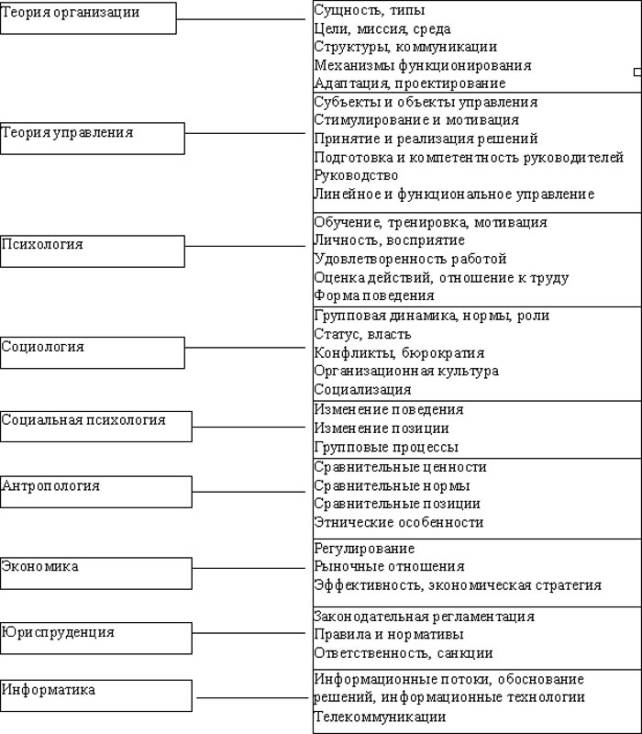 Теория организации
Сущность, типы
Цели, миссия, среда
Структуры, коммуникации
Механизмы функционирования
Адаптация, проектирование
Теория управления
Субъекты и объекты управления
Стимулирование и мотивация
Принятие и реализация решений
Подготовка и компетентность руководителей
Руководство
Линейное и функциональное управление
Психология
Обучение, тренировка, мотивация
Личность, восприятие
Удовлетворенность работой
Оценка действий, отношение к труду
Форма поведения
Социология
Групповая динамика, нормы, роли
Статус, власть
Конфликты, бюрократия
Организационная культура
Социализация
Социальная психология
Изменение поведения
Изменение позиции
Групповые процессы
Антропология
Сравнительные ценности
Сравнительные нормы
Сравнительные позиции
Этнические особенности
Экономика
Регулирование
Рыночные отношения
Эффективность, экономическая стратегия
Юриспруденция
Законодательная регламентация
Правила и нормативы
Ответственность, санкции
Информатика
Информационные потоки, обоснование
решений, информационные технологии
Телекоммуникации